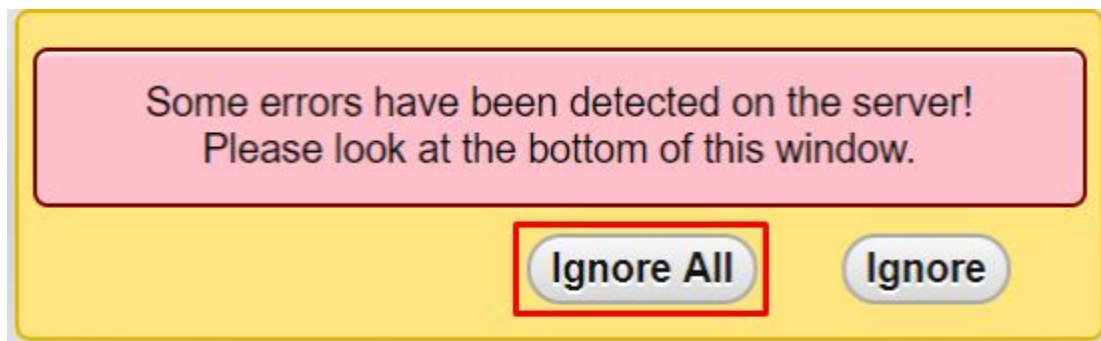 Some errors have been detected on the server!
Please look at the bottom of this window.
Ignore All Ignore